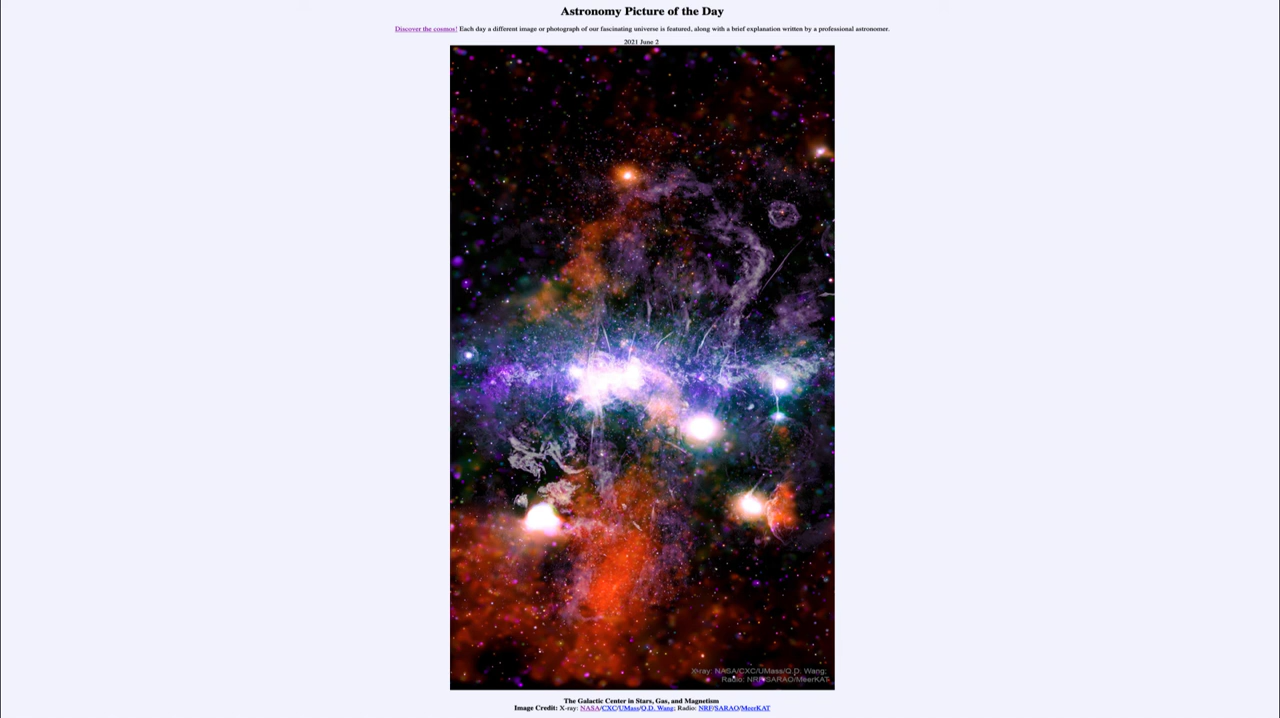 Astronomy Picture of the Day
Discover the cosmos! Each day a different image or photograph of our fascinating universe is featured, along with a brief explanation written by a professional astronomer.
2021 June 2
X-ray: NASA/CXC/UMass/Q.D. Wang;
Radio: NRF/SARAO/MeerKAT
The Galactic Center in Stars, Gas, and Magnetism
Image Credit: X-ray: NASA/CXC/UMass/Q.D. Wang; Radio: NRF/SARAO/MeerKAT